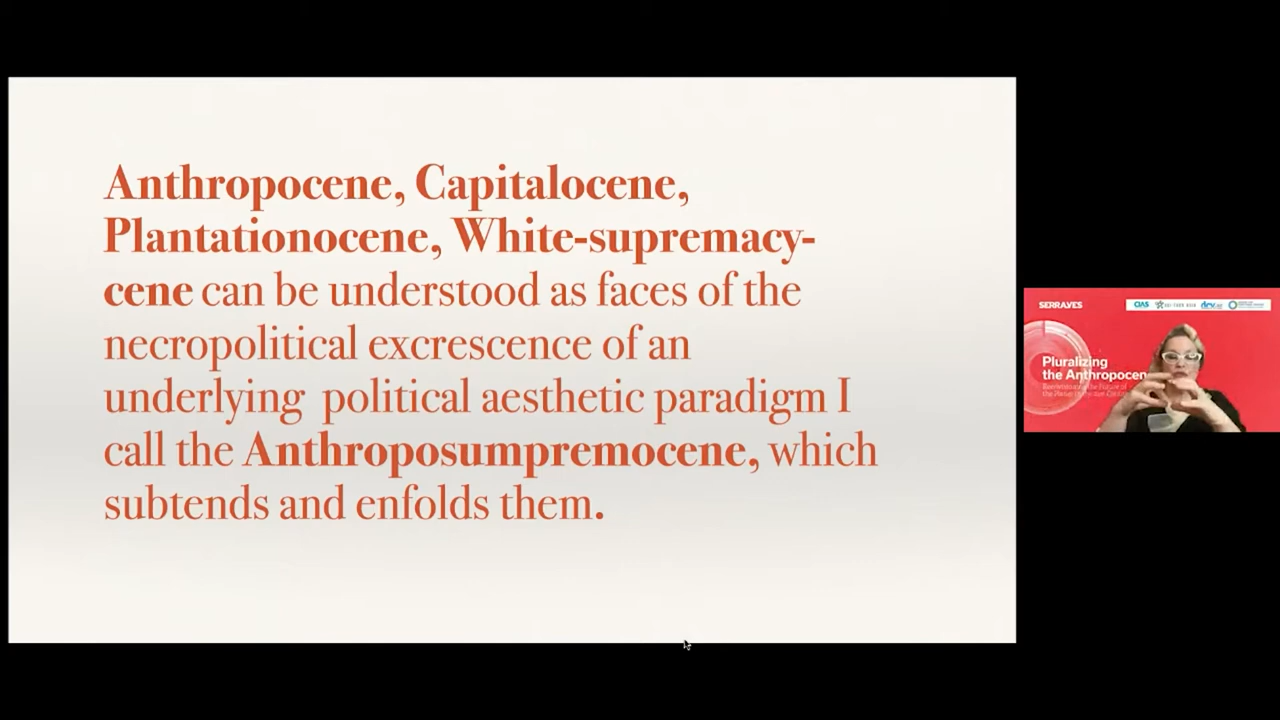 Anthropocene, Capitalocene,
Plantationocene, White-supremacy-
cene can be understood as faces of the
necropolitical excrescence of an
underlying political aesthetic paradigm I
call the Anthroposumpremocene, which
subtends and enfolds them.
SERRALVES
Pluralizing
the Anthropocen